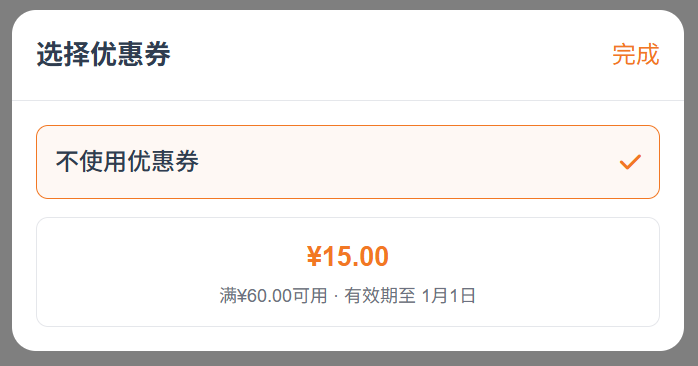 选择优惠券
完成
不使用优惠券
¥15.00
满¥60.00可用 · 有效期至 1月1日